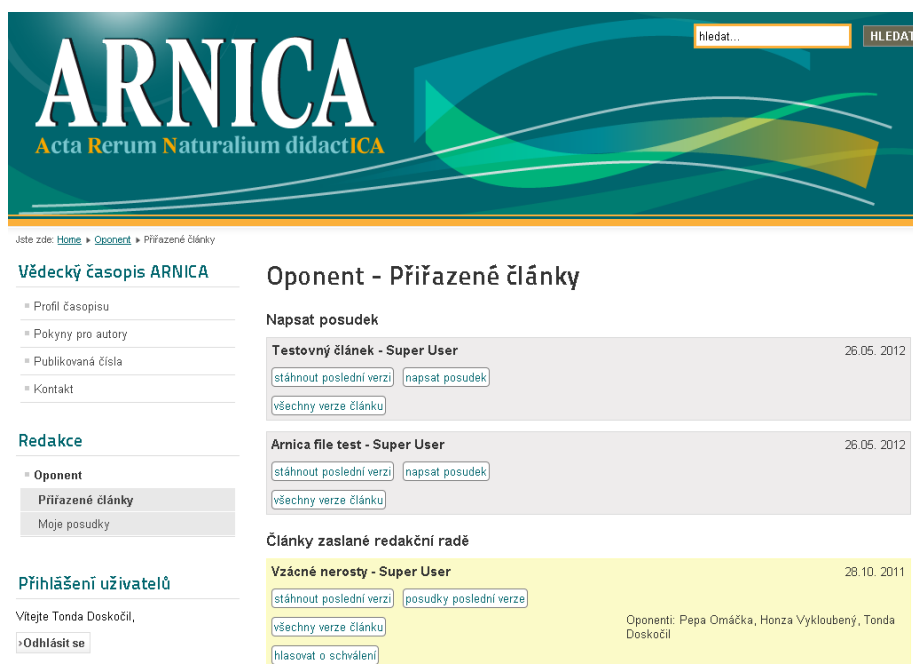 ARNICA
Acta Rerum Naturalium didactICA
hledat...
HLEDAT
Jste zde: Home Oponent Přiřazené články
Vědecký časopis ARNICA
Profil časopisu
Pokyny pro autory
Publikovaná čísla
Kontakt
Redakce
Oponent
Přiřazené články
Moje posudky
Přihlášení uživatelů
Vítejte Tonda Doskočil,
›Odhlásit se
Oponent - Přiřazené články
Napsat posudek
Testovný článek - Super User 26.05. 2012
stáhnout poslední verzi napsat posudek
všechny verze článku
Arnica file test - Super User 26.05. 2012
stáhnout poslední verzi napsat posudek
všechny verze článku
Články zaslané redakční radě
Vzácné nerosty - Super User 28.10. 2011
stáhnout poslední verzi posudky poslední verze
všechny verze článku
Oponenti: Pepa Omáčka, Honza Vykloubený, Tonda
Doskočil
hlasovat o schválení